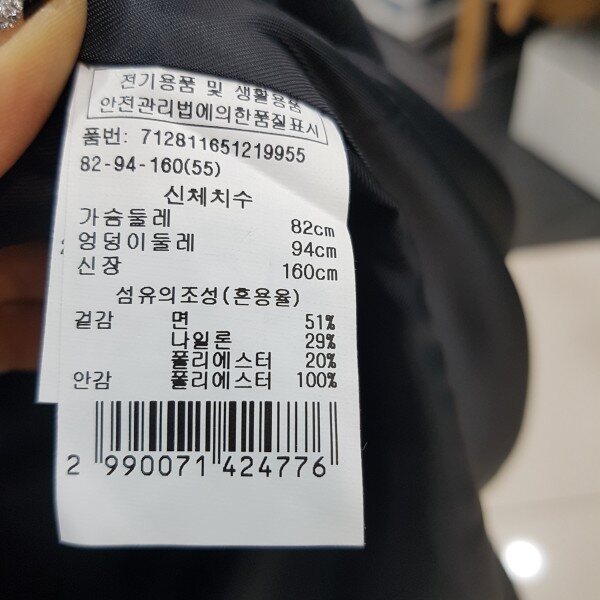 전기용품 및 생활용품
안전관리법에의한품질표시
품번: 712811651219955
82-94-160(55)
신체치수
가슴둘레 82cm
엉덩이둘레 94cm
신장 160cm
섬유의조성(혼용율)
겉감 면 51%
나일론 29%
폴리에스터 20%
안감 폴리에스터 100%
2 990071 424776